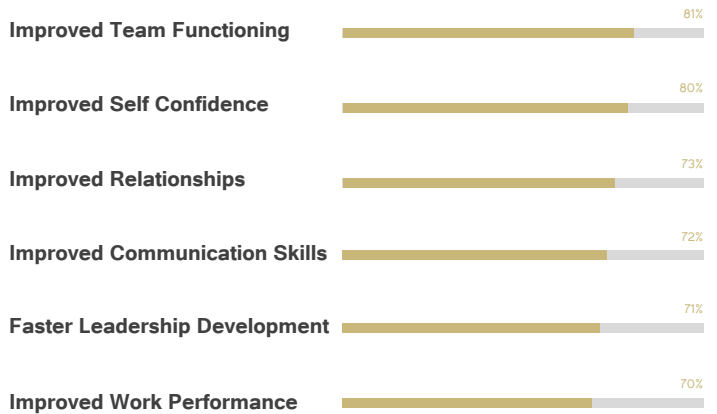 81%
Improved Team Functioning
80%
Improved Self Confidence
73%
Improved Relationships
72%
Improved Communication Skills
71%
Faster Leadership Development
70%
Improved Work Performance